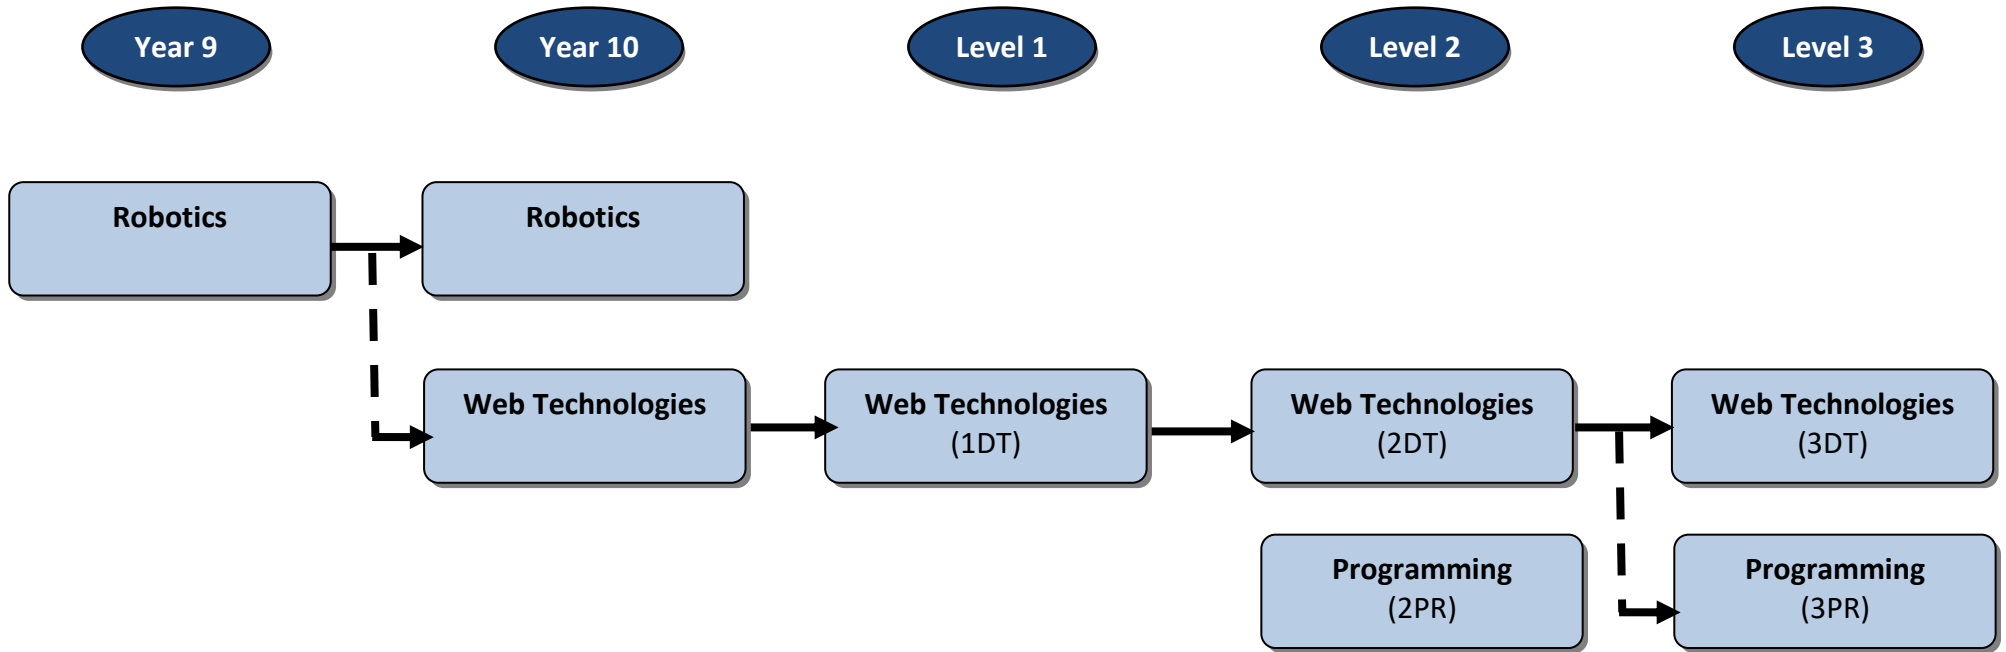 Year 9
Year 10
Level 1
Level 2
Level 3
Robotics
Robotics
Web Technologies
Web Technologies
(1DT)
Web Technologies
(2DT)
Web Technologies
(3DT)
Programming
(2PR)
Programming
(3PR)